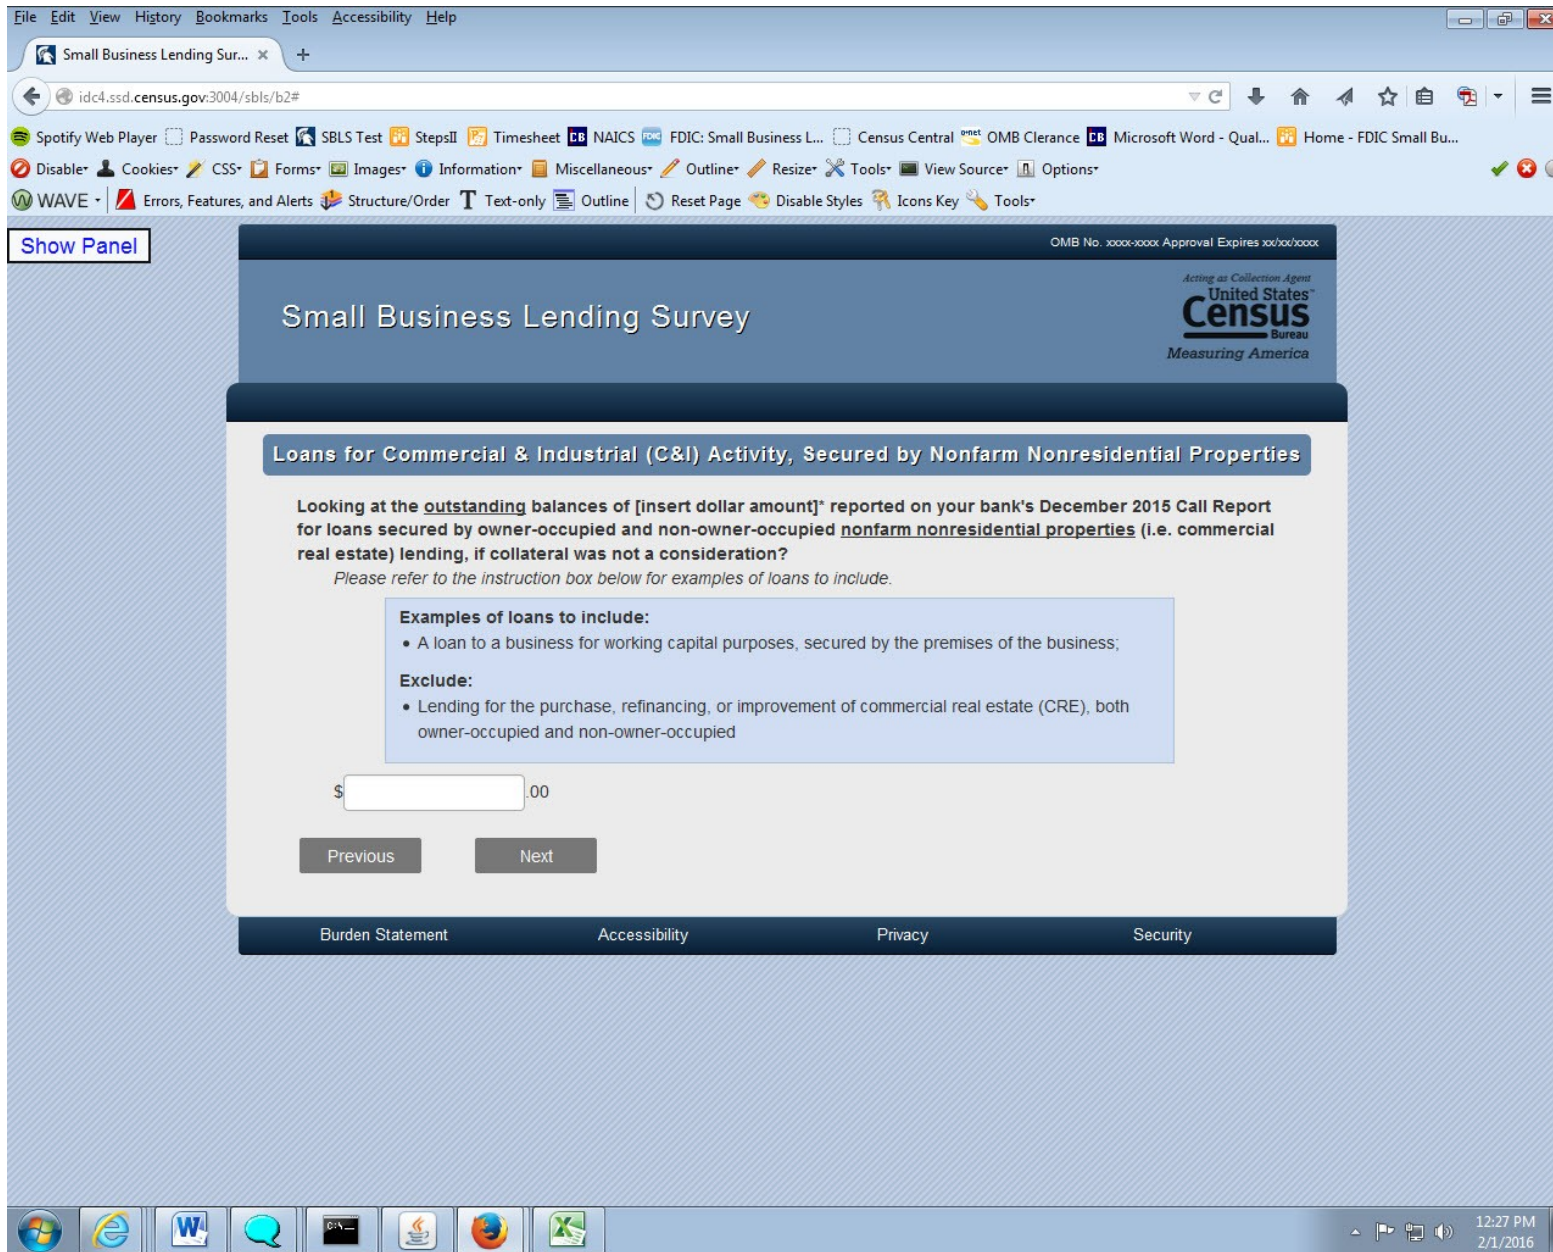 File Edit View History Bookmarks Tools Accessibility Help
Small Business Lending Sur... × +
idc4.ssd.census.gov:3004/sbls/b2#
Spotify Web Player Password Reset SBLS Test StepsII Timesheet CB NAICS FDIC: Small Business L... Census Central OMB Clerance CB Microsoft Word - Qual... Home - FDIC Small Bu...
Disable Cookies CSS Forms Images Information Miscellaneous Outline Resize Tools View Source Options
WAVE Errors, Features, and Alerts Structure/Order T Text-only Outline Reset Page Disable Styles Icons Key Tools
Show Panel
OMB No. xxxx-xxxx Approval Expires xx/xx/xxxx
Small Business Lending Survey
Acting as Collection Agent
United States™
Census
Bureau
Measuring America
Loans for Commercial & Industrial (C&I) Activity, Secured by Nonfarm Nonresidential Properties
Looking at the outstanding balances of [insert dollar amount]* reported on your bank's December 2015 Call Report
for loans secured by owner-occupied and non-owner-occupied nonfarm nonresidential properties (i.e. commercial
real estate) lending, if collateral was not a consideration?
Please refer to the instruction box below for examples of loans to include.
Examples of loans to include:
• A loan to a business for working capital purposes, secured by the premises of the business;
Exclude:
• Lending for the purchase, refinancing, or improvement of commercial real estate (CRE), both
owner-occupied and non-owner-occupied
$ .00
Previous Next
Burden Statement Accessibility Privacy Security
12:27 PM
2/1/2016